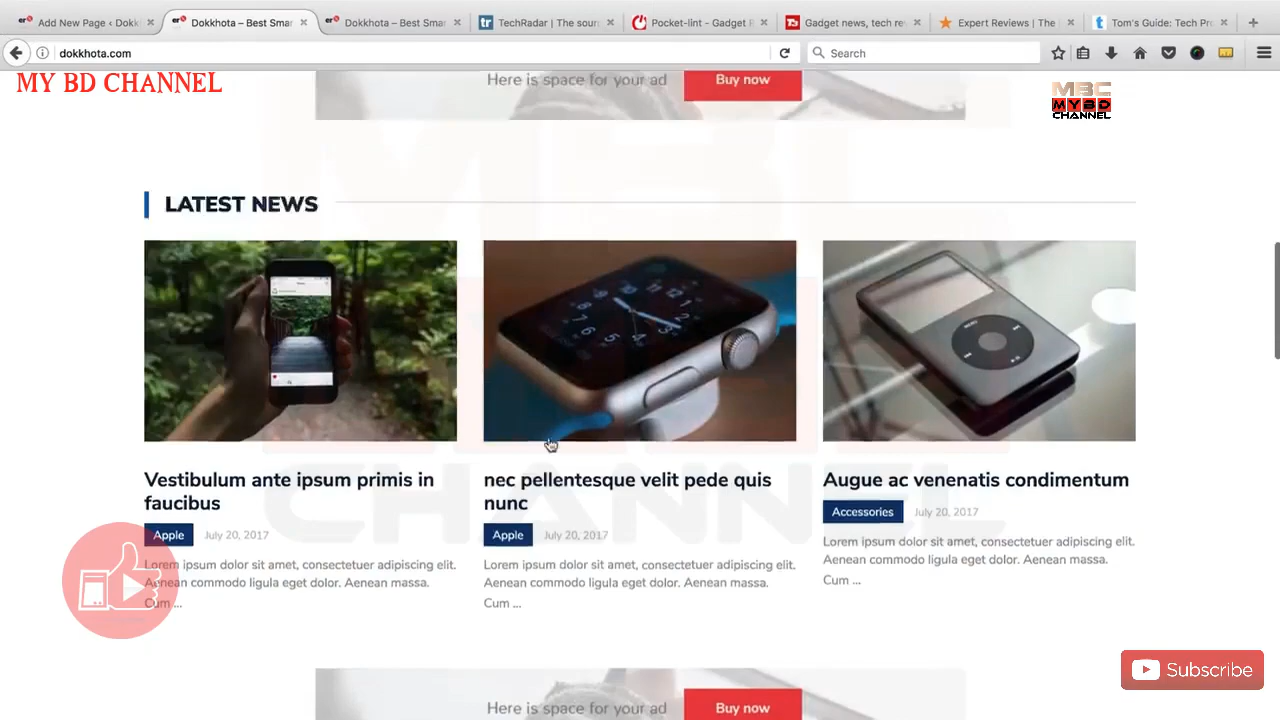 Add New Page ‹ Dokl
Dokkhota – Best Smar
Dokkhota – Best Smar
TechRadar | The sour
Pocket-lint - Gadget R
Gadget news, tech rev
Expert Reviews | The
Tom's Guide: Tech Pro
dokkhota.com
Search
MY BD CHANNEL
Here is space for your ad
Buy now
MBC
MYBD
CHANNEL
LATEST NEWS
Vestibulum ante ipsum primis in
faucibus
Apple July 20, 2017
Lorem ipsum dolor sit amet, consectetuer adipiscing elit.
Aenean commodo ligula eget dolor. Aenean massa.
Cum ...
nec pellentesque velit pede quis
nunc
Apple July 20, 2017
Lorem ipsum dolor sit amet, consectetuer adipiscing elit.
Aenean commodo ligula eget dolor. Aenean massa.
Cum ...
Augue ac venenatis condimentum
Accessories July 20, 2017
Lorem ipsum dolor sit amet, consectetuer adipiscing elit.
Aenean commodo ligula eget dolor. Aenean massa.
Cum ...
CHANNEL
Subscribe
Here is space for your ad
Buy now